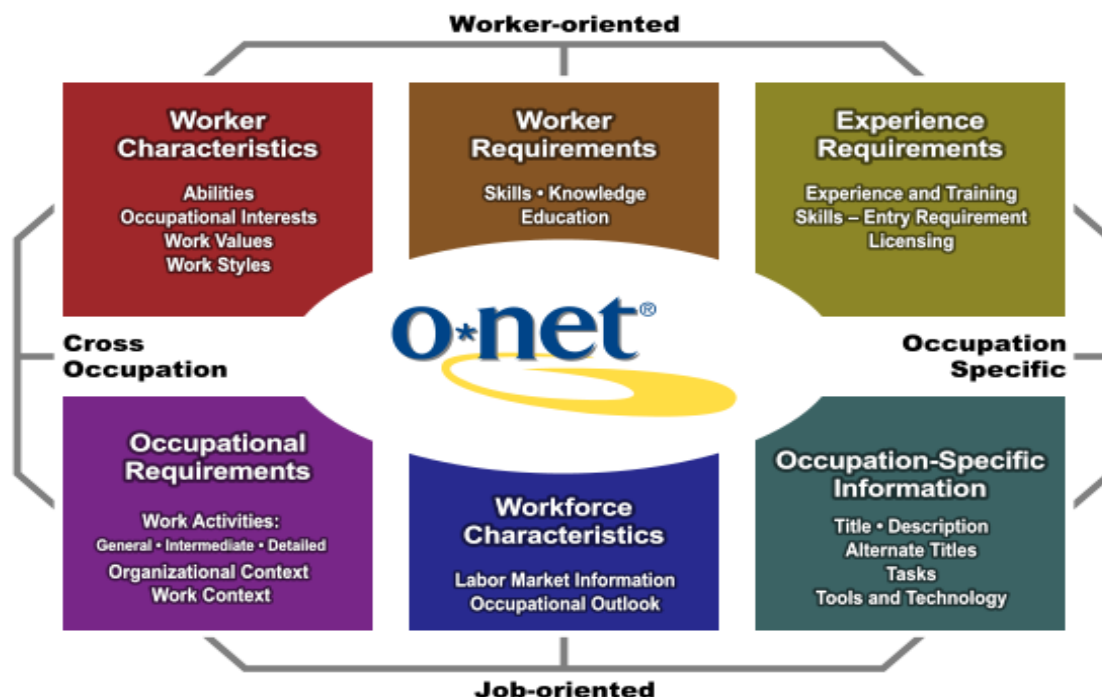 Worker-oriented
Worker
Characteristics
Abilities
Occupational Interests
Work Values
Work Styles
Worker
Requirements
Skills • Knowledge
Education
Experience
Requirements
Experience and Training
Skills – Entry Requirement
Licensing
Cross
Occupation
o*net®
Occupation
Specific
Occupational
Requirements
Work Activities:
General • Intermediate • Detailed
Organizational Context
Work Context
Workforce
Characteristics
Labor Market Information
Occupational Outlook
Occupation-Specific
Information
Title • Description
Alternate Titles
Tasks
Tools and Technology
Job-oriented